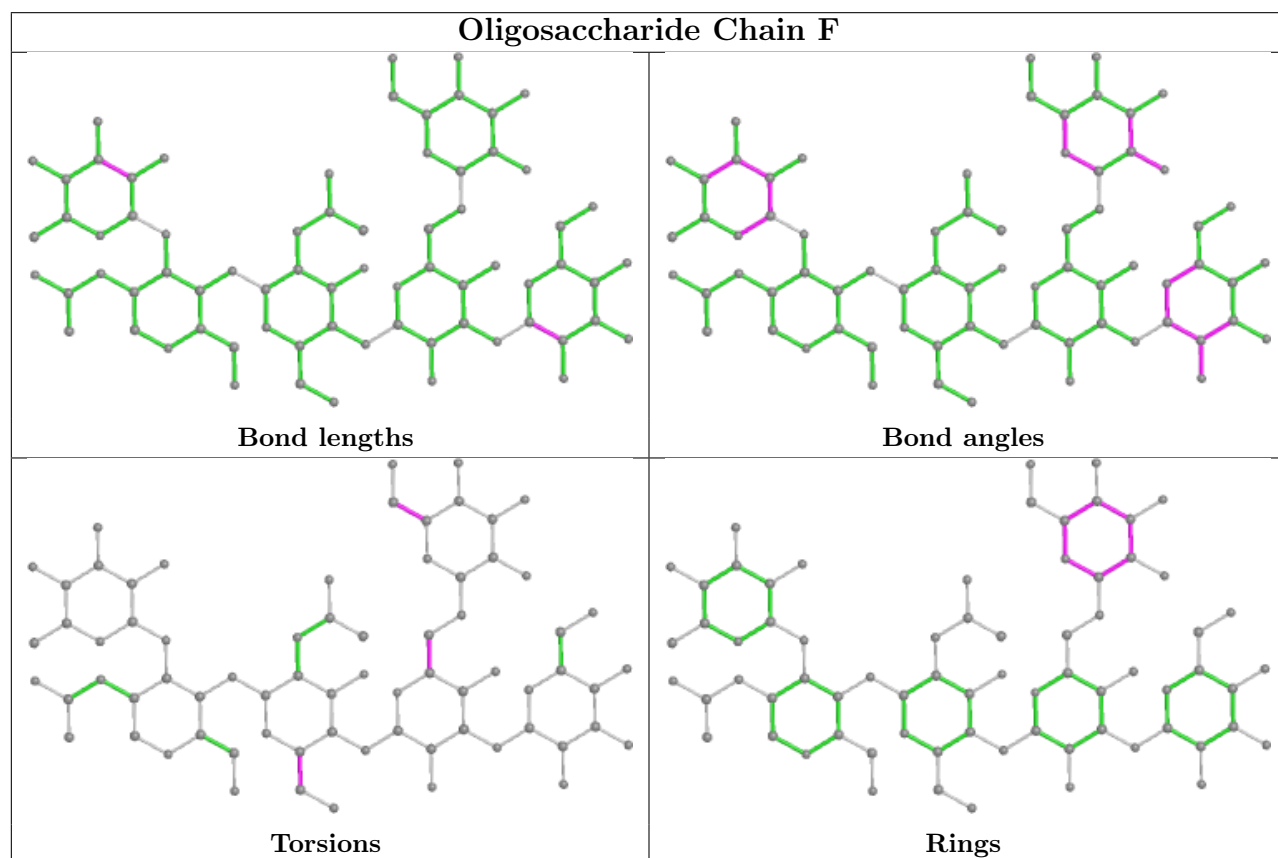 Oligosaccharide Chain F
Bond lengths
Bond angles
Torsions
Rings